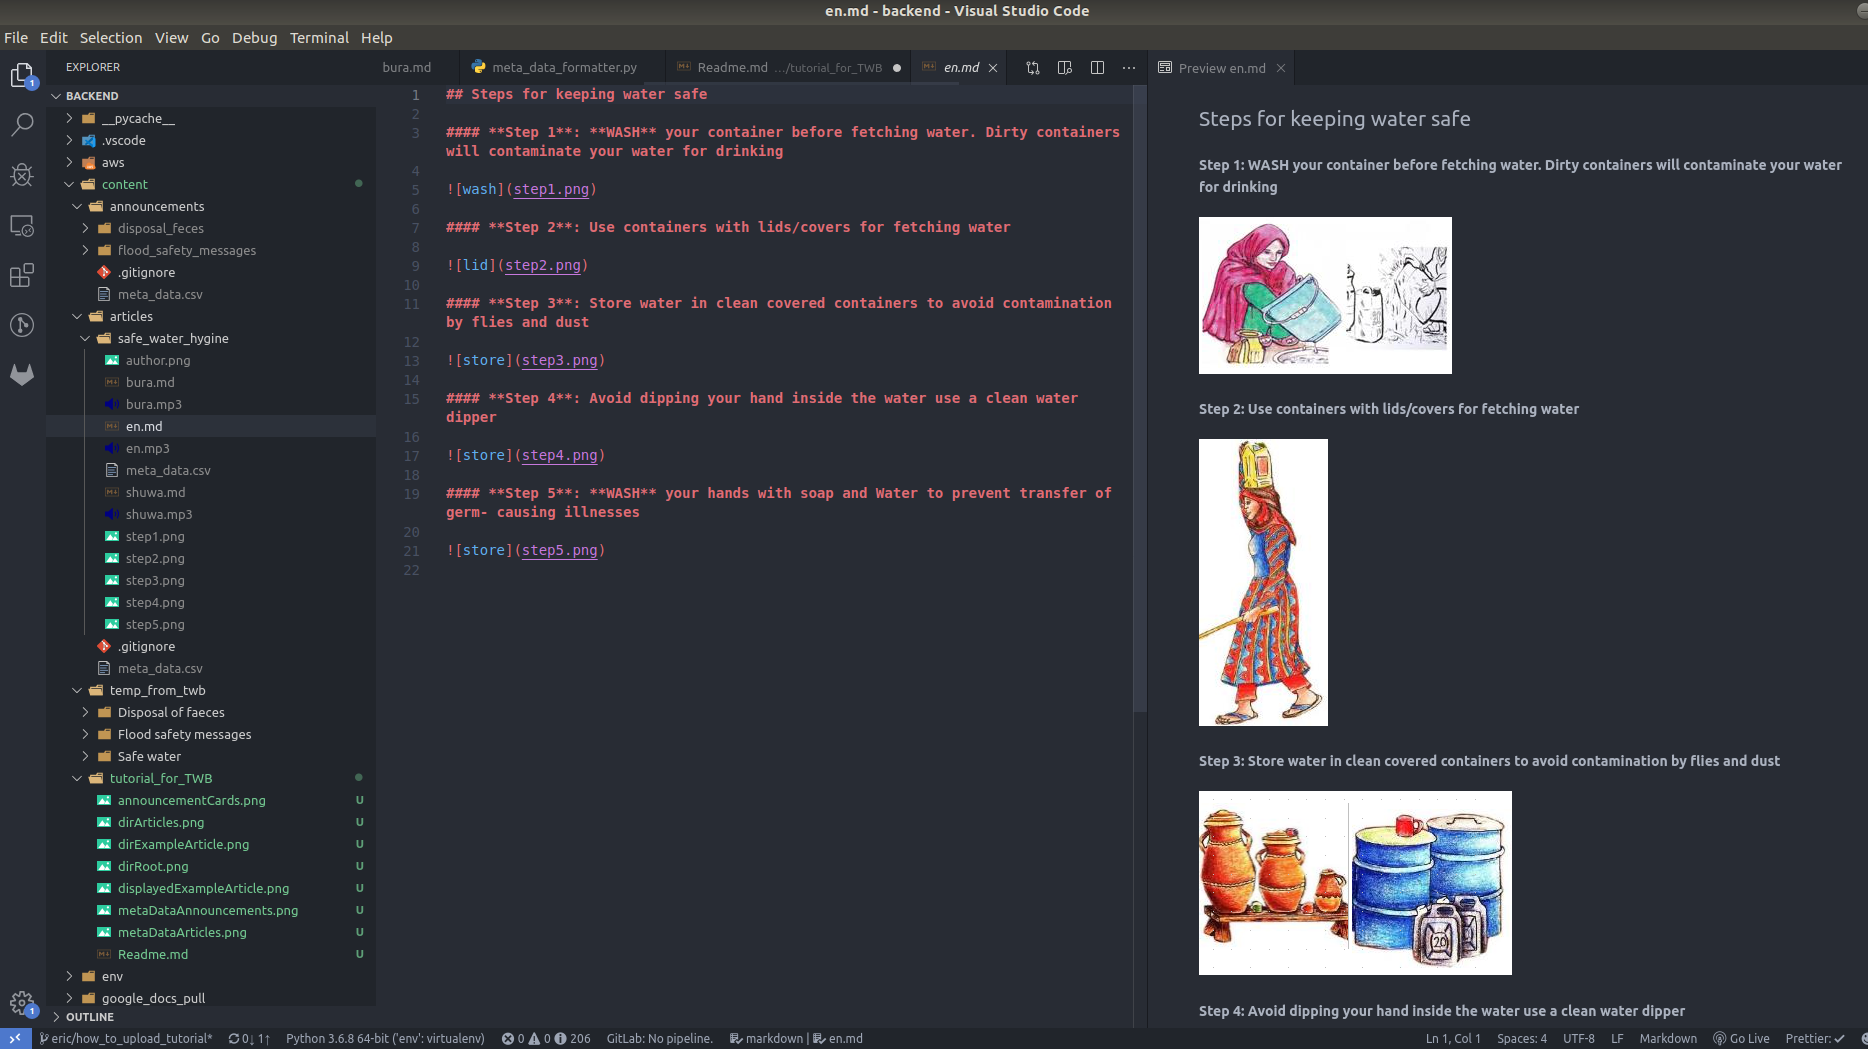 en.md - backend - Visual Studio Code
File Edit Selection View Go Debug Terminal Help
EXPLORER
bura.md
meta_data_formatter.py
Readme.md …/tutorial_for_TWB
en.md
Preview en.md
1
BACKEND
__pycache__
.vscode
aws
content
announcements
disposal_feces
flood_safety_messages
.gitignore
meta_data.csv
articles
safe_water_hygine
author.png
bura.md
bura.mp3
en.md
en.mp3
meta_data.csv
shuwa.md
shuwa.mp3
step1.png
step2.png
step3.png
step4.png
step5.png
.gitignore
meta_data.csv
temp_from_twb
Disposal of faeces
Flood safety messages
Safe water
tutorial_for_TWB
announcementCards.png U
dirArticles.png U
dirExampleArticle.png U
dirRoot.png U
displayedExampleArticle.png U
metaDataAnnouncements.png U
metaDataArticles.png U
Readme.md U
env
google_docs_pull
OUTLINE
1
1 ## Steps for keeping water safe
2
3 #### **Step 1**: **WASH** your container before fetching water. Dirty containers
will contaminate your water for drinking
4
5 ![wash](step1.png)
6
7 #### **Step 2**: Use containers with lids/covers for fetching water
8
9 ![lid](step2.png)
10
11 #### **Step 3**: Store water in clean covered containers to avoid contamination
by flies and dust
12
13 ![store](step3.png)
14
15 #### **Step 4**: Avoid dipping your hand inside the water use a clean water
dipper
16
17 ![store](step4.png)
18
19 #### **Step 5**: **WASH** your hands with soap and Water to prevent transfer of
germ- causing illnesses
20
21 ![store](step5.png)
22
Steps for keeping water safe
Step 1: WASH your container before fetching water. Dirty containers will contaminate your water
for drinking
Step 2: Use containers with lids/covers for fetching water
Step 3: Store water in clean covered containers to avoid contamination by flies and dust
20
Step 4: Avoid dipping your hand inside the water use a clean water dipper
eric/how_to_upload_tutorial* 0↓ 1↑ Python 3.6.8 64-bit ('env': virtualenv) 0 0 206 GitLab: No pipeline. markdown | en.md Ln 1, Col 1 Spaces: 4 UTF-8 LF Markdown Go Live Prettier: ✓